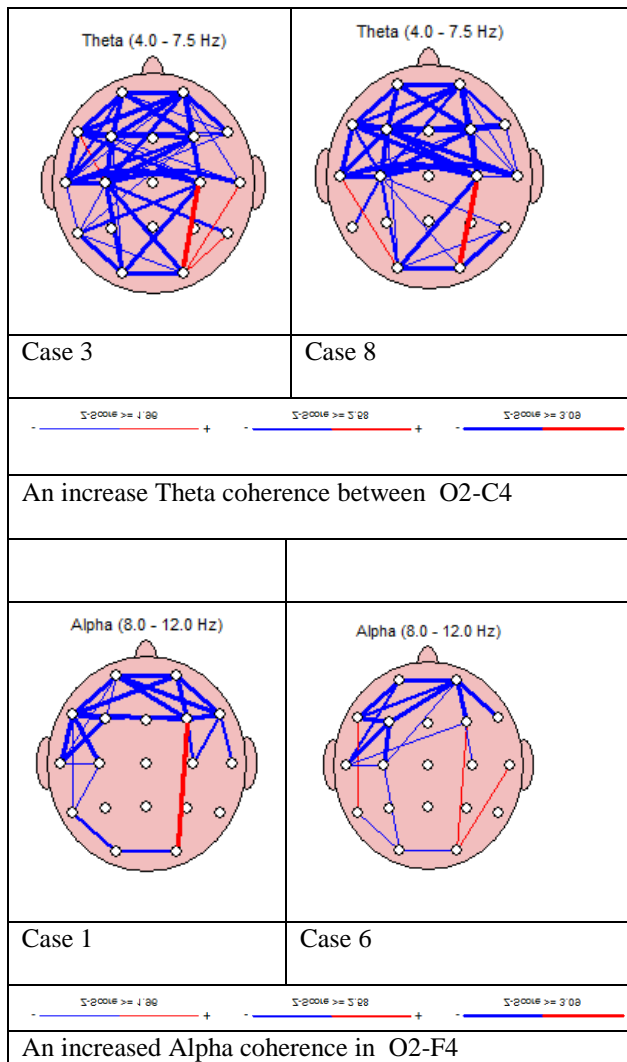 Theta (4.0 - 7.5 Hz) Theta (4.0 - 7.5 Hz)
Case 3 Case 8
- Z-Score >= 1.96 + - Z-Score >= 2.58 + - Z-Score >= 3.09
An increase Theta coherence between O2-C4
Alpha (8.0 - 12.0 Hz) Alpha (8.0 - 12.0 Hz)
Case 1 Case 6
- Z-Score >= 1.96 + - Z-Score >= 2.58 + - Z-Score >= 3.09
An increased Alpha coherence in O2-F4